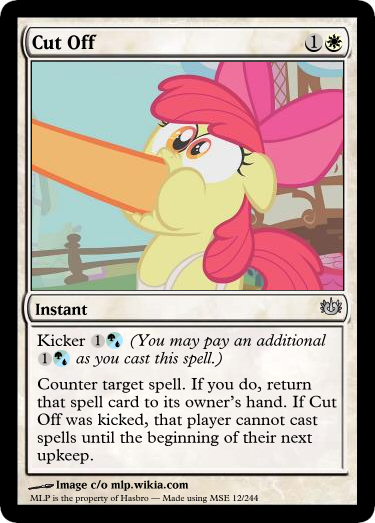 Cut Off 1
Instant
Kicker 1 (You may pay an additional
1 as you cast this spell.)
Counter target spell. If you do, return
that spell card to its owner's hand. If Cut
Off was kicked, that player cannot cast
spells until the beginning of their next
upkeep.
Image c/o mlp.wikia.com
MLP is the property of Hasbro — Made using MSE 12/244